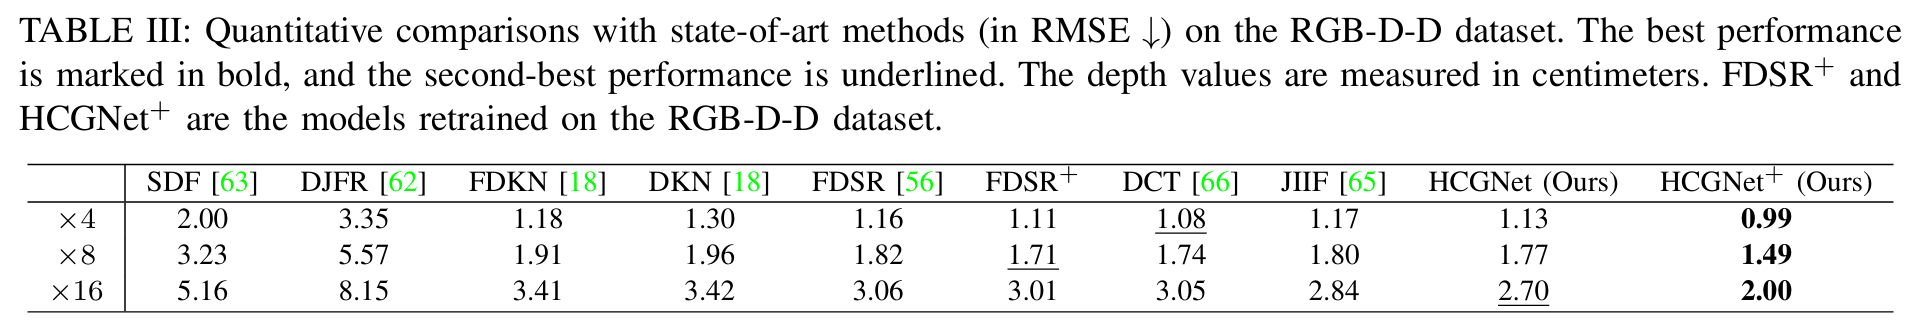 TABLE III: Quantitative comparisons with state-of-art methods (in RMSE ↓) on the RGB-D-D dataset. The best performance
is marked in bold, and the second-best performance is underlined. The depth values are measured in centimeters. FDSR⁺ and
HCGNet⁺ are the models retrained on the RGB-D-D dataset.
SDF [63] DJFR [62] FDKN [18] DKN [18] FDSR [56] FDSR⁺ DCT [66] JIIF [65] HCGNet (Ours) HCGNet⁺ (Ours)
×4 2.00 3.35 1.18 1.30 1.16 1.11 1.08 1.17 1.13 0.99
×8 3.23 5.57 1.91 1.96 1.82 1.71 1.74 1.80 1.77 1.49
×16 5.16 8.15 3.41 3.42 3.06 3.01 3.05 2.84 2.70 2.00